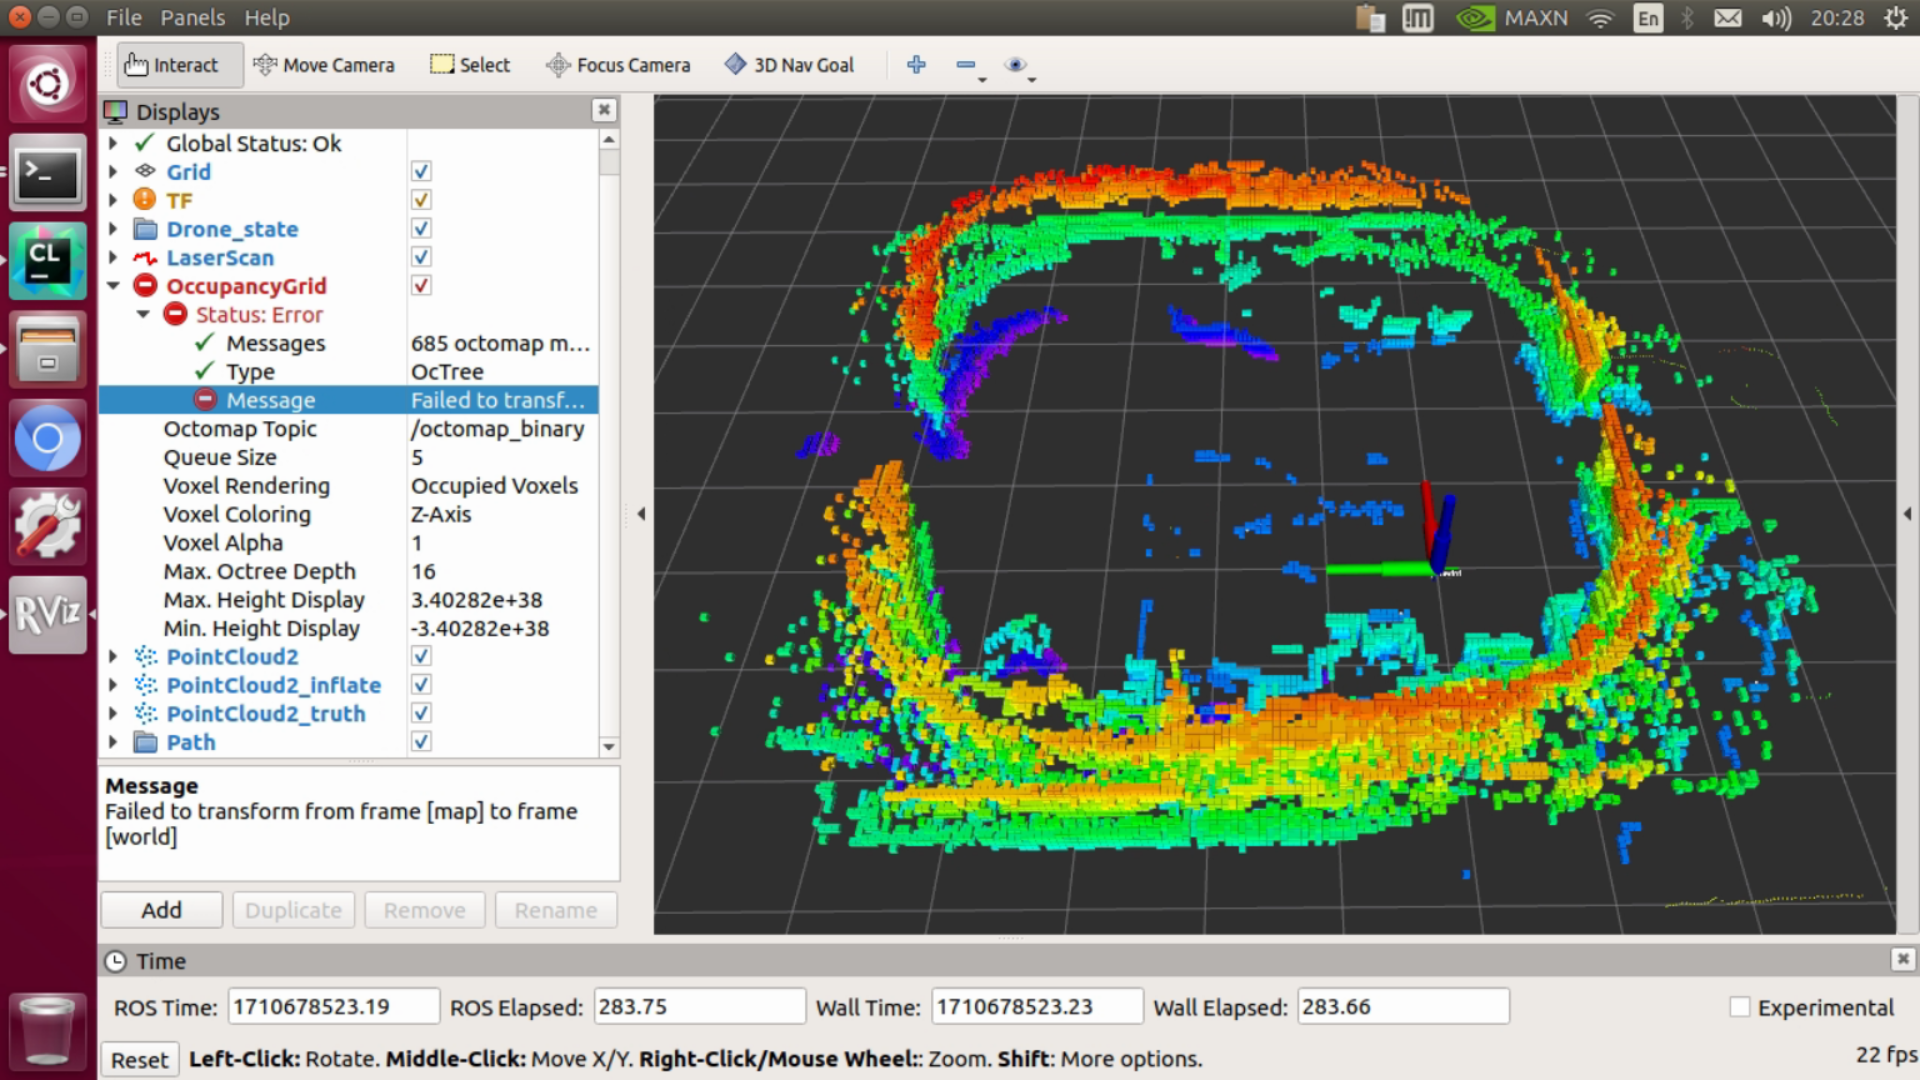 File Panels Help
MAXN En 20:28
Interact Move Camera Select Focus Camera 3D Nav Goal
Displays
Global Status: Ok
Grid
TF
Drone_state
LaserScan
OccupancyGrid
Status: Error
Messages 685 octomap m...
Type OcTree
Message Failed to transf...
Octomap Topic /octomap_binary
Queue Size 5
Voxel Rendering Occupied Voxels
Voxel Coloring Z-Axis
Voxel Alpha 1
Max. Octree Depth 16
Max. Height Display 3.40282e+38
Min. Height Display -3.40282e+38
PointCloud2
PointCloud2_inflate
PointCloud2_truth
Path
Message
Failed to transform from frame [map] to frame
[world]
Add Duplicate Remove Rename
CL
RViz
Time
ROS Time: 1710678523.19 ROS Elapsed: 283.75 Wall Time: 1710678523.23 Wall Elapsed: 283.66 Experimental
Reset Left-Click: Rotate. Middle-Click: Move X/Y. Right-Click/Mouse Wheel:: Zoom. Shift: More options. 22 fps